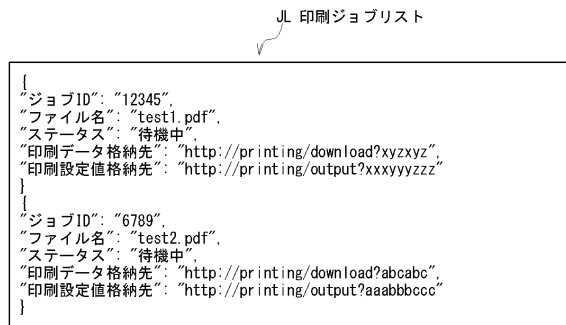 JL 印刷ジョブリスト
{
"ジョブID": "12345",
"ファイル名": "test1.pdf",
"ステータス": "待機中",
"印刷データ格納先": "http://printing/download?xyzxyz",
"印刷設定値格納先": "http://printing/output?xxxyyyzzz"
}
{
"ジョブID": "6789",
"ファイル名": "test2.pdf",
"ステータス": "待機中",
"印刷データ格納先": "http://printing/download?abcabc",
"印刷設定値格納先": "http://printing/output?aaabbbccc"
}